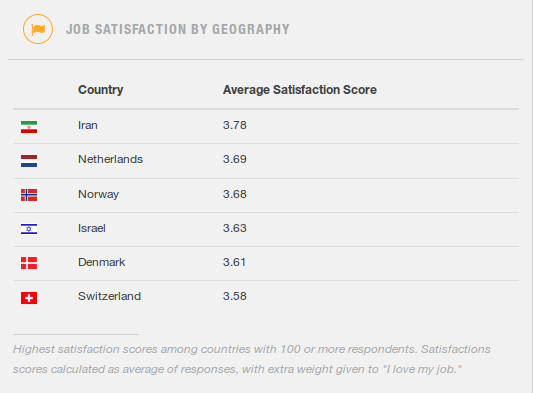 JOB SATISFACTION BY GEOGRAPHY
Country Average Satisfaction Score
Iran 3.78
Netherlands 3.69
Norway 3.68
Israel 3.63
Denmark 3.61
Switzerland 3.58
Highest satisfaction scores among countries with 100 or more respondents. Satisfactions
scores calculated as average of responses, with extra weight given to "I love my job."